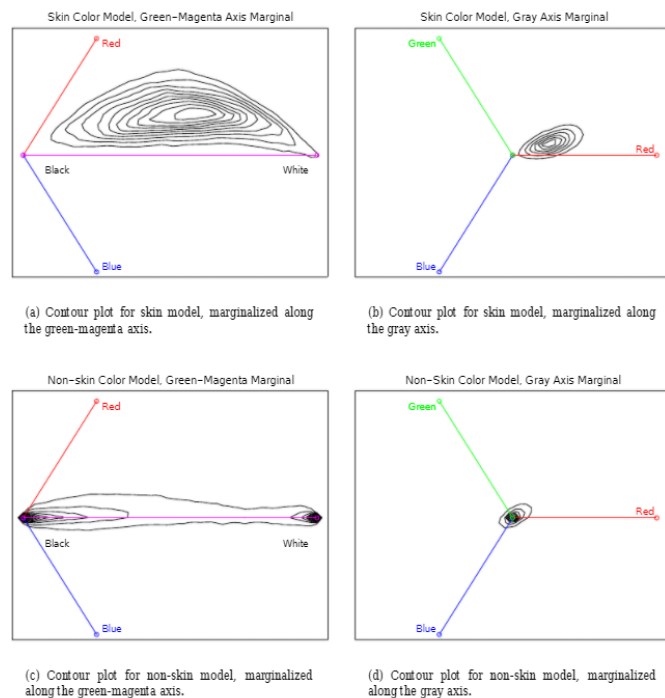 Skin Color Model, Green−Magenta Axis Marginal
Red
Black
White
Blue
(a) Contour plot for skin model, marginalized along
the green-magenta axis.
Skin Color Model, Gray Axis Marginal
Green
Red
Blue
(b) Contour plot for skin model, marginalized along
the gray axis.
Non−skin Color Model, Green−Magenta Marginal
Red
Black
White
Blue
(c) Contour plot for non-skin model, marginalized
along the green-magenta axis.
Non−Skin Color Model, Gray Axis Marginal
Green
Red
Blue
(d) Contour plot for non-skin model, marginalized
along the gray axis.